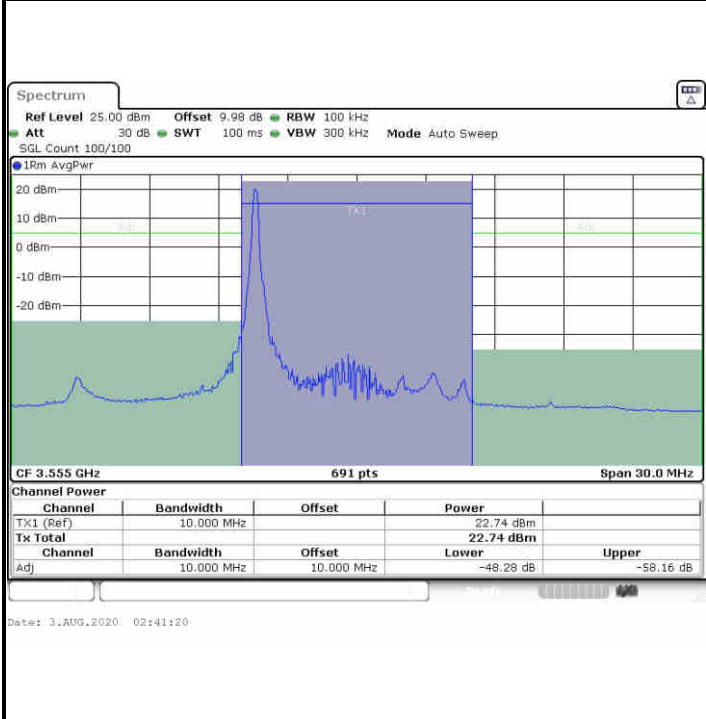 Spectrum
Ref Level 25.00 dBm Offset 9.98 dB RBW 100 kHz
Att 30 dB SWT 100 ms VBW 300 kHz Mode Auto Sweep
SGL Count 100/100
1Rm AvgPwr
20 dBm
TX1
10 dBm
Adj Adj
0 dBm
-10 dBm
-20 dBm
CF 3.555 GHz 691 pts Span 30.0 MHz
Channel Power
Channel Bandwidth Offset Power
TX1 (Ref) 10.000 MHz 22.74 dBm
Tx Total 22.74 dBm
Channel Bandwidth Offset Lower Upper
Adj 10.000 MHz 10.000 MHz -48.28 dB -58.16 dB
Date: 3.AUG.2020 02:41:20